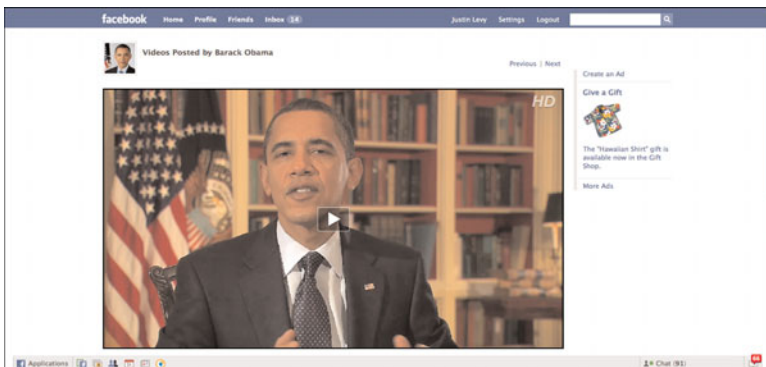 facebook Home Profile Friends Inbox 14 Justin Levy Settings Logout
Videos Posted by Barack Obama
Previous | Next
HD
Create an Ad
Give a Gift
The "Hawaiian Shirt" gift is
available now in the Gift
Shop.
More Ads
Applications
Chat (91)